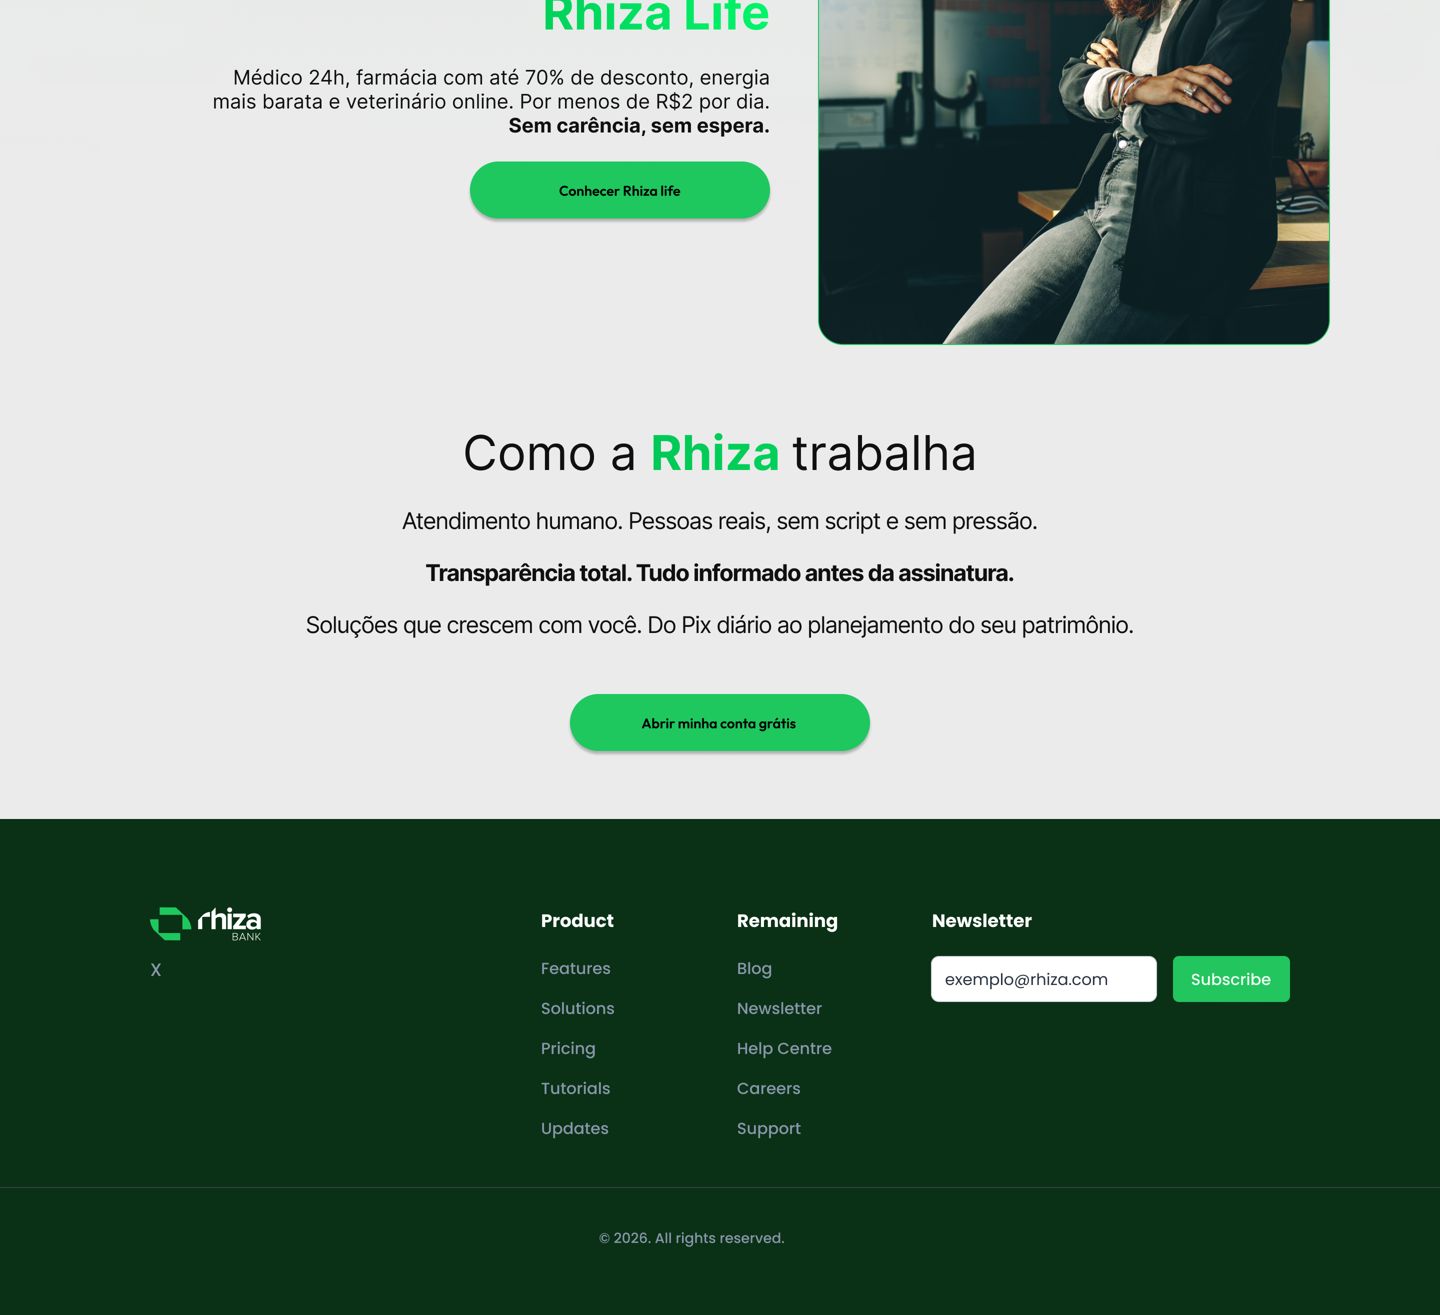 Rhiza Life
Médico 24h, farmácia com até 70% de desconto, energia
mais barata e veterinário online. Por menos de R$2 por dia.
Sem carência, sem espera.
Conhecer Rhiza life
Como a Rhiza trabalha
Atendimento humano. Pessoas reais, sem script e sem pressão.
Transparência total. Tudo informado antes da assinatura.
Soluções que crescem com você. Do Pix diário ao planejamento do seu patrimônio.
Abrir minha conta grátis
rhiza
BANK
X
Product
Features
Solutions
Pricing
Tutorials
Updates
Remaining
Blog
Newsletter
Help Centre
Careers
Support
Newsletter
exemplo@rhiza.com
Subscribe
© 2026. All rights reserved.